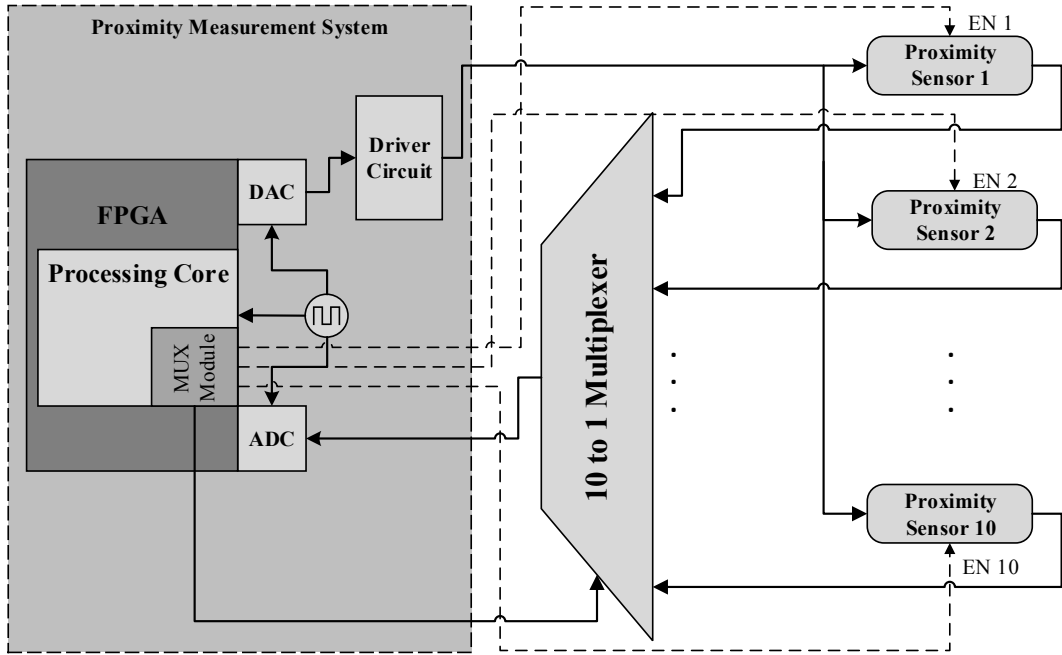 Proximity Measurement System
EN 1
Proximity
Sensor 1
Driver
Circuit
DAC
FPGA
EN 2
Proximity
Sensor 2
Processing Core
MUX
Module
10 to 1 Multiplexer
ADC
Proximity
Sensor 10
EN 10